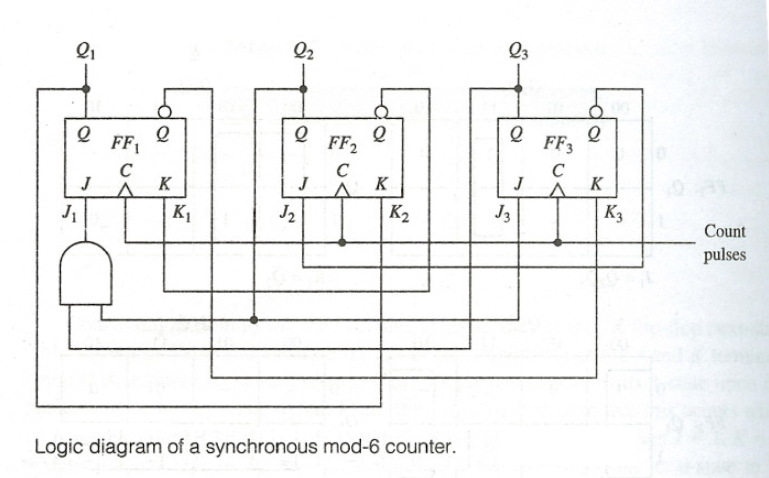 Q1 Q2 Q3
Q FF1 Q Q FF2 Q Q FF3 Q
C C C
J K J K J K
J1 K1 J2 K2 J3 K3
Count
pulses
Logic diagram of a synchronous mod-6 counter.